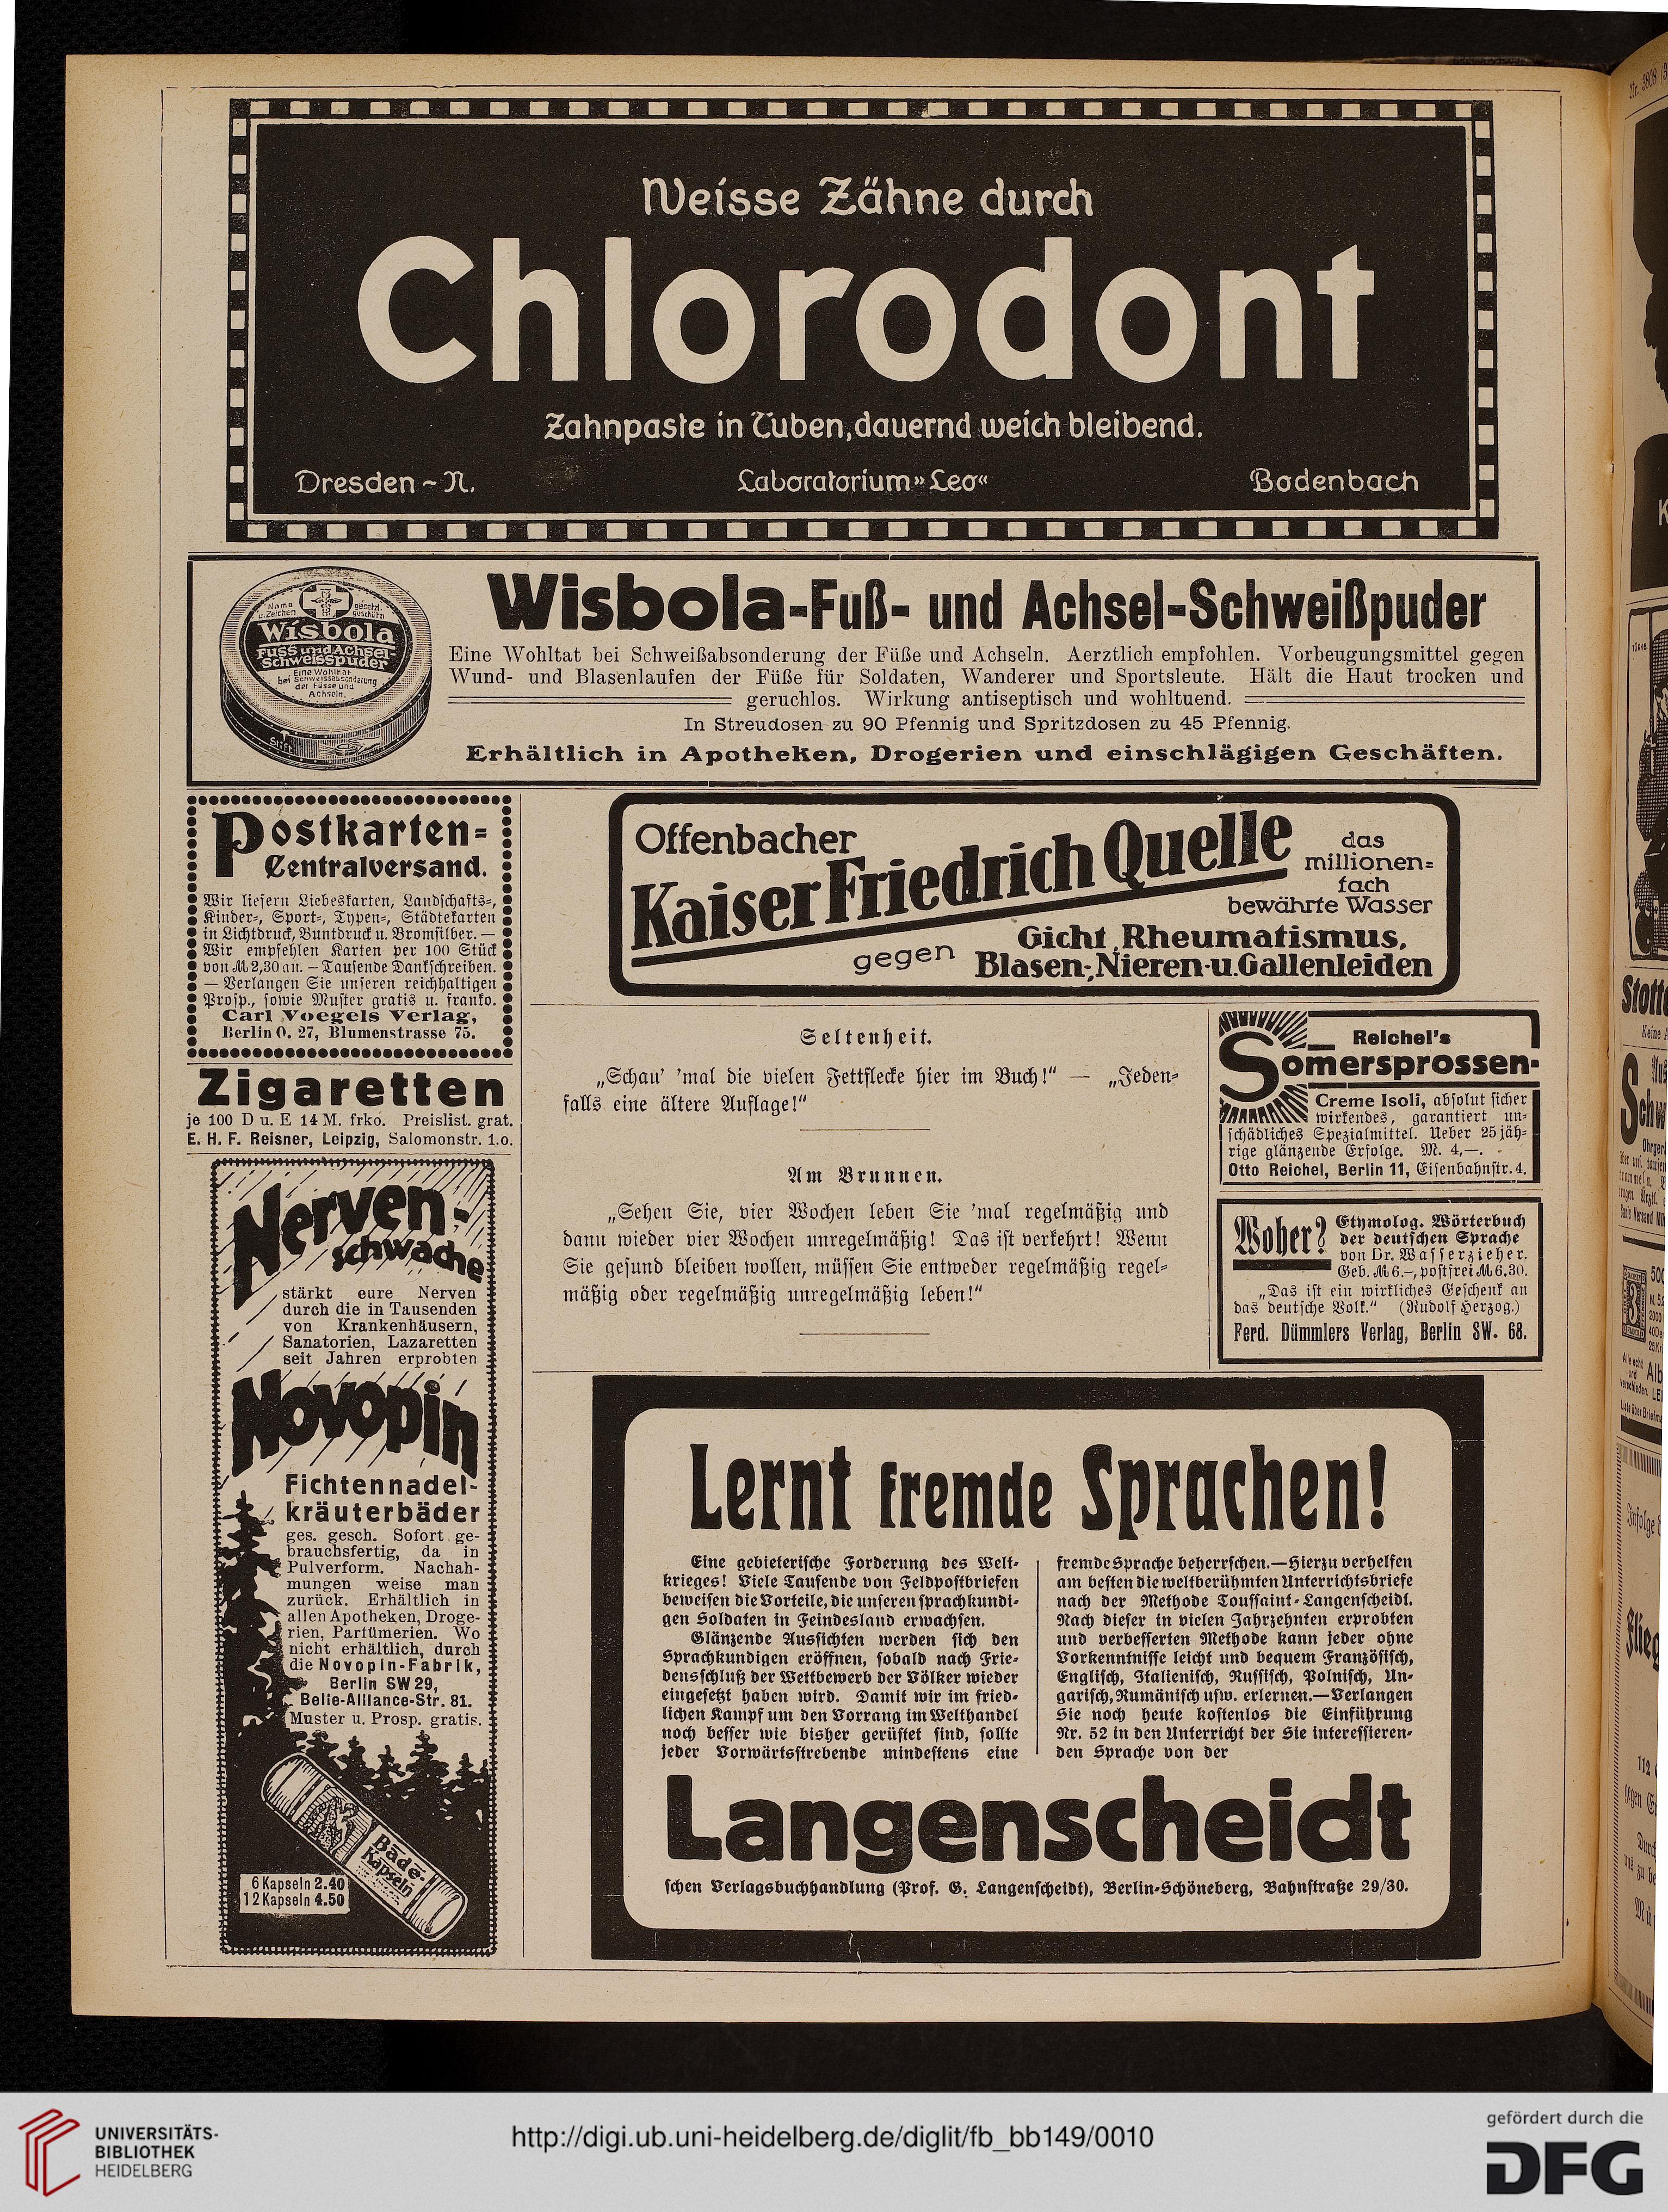 Weisse Zähne durch
Chlorodont
Zahnpaste in Tuben, dauernd weich bleibend.
Dresden ~ N. Laboratorium »Leo« Bodenbach
Name u. Zeichen gesetzl. geschützt
Wisbola
Fuss und Achsel-
Schweisspuder
Eine Wohltat
bei Schweissabsonderung
der Füsse und
Achseln.
Wisbola-Fuß- und Achsel-Schweißpuder
Eine Wohltat bei Schweißabsonderung der Füße und Achseln. Aerztlich empfohlen. Vorbeugungsmittel gegen
Wund- und Blasenlaufen der Füße für Soldaten, Wanderer und Sportsleute. Hält die Haut trocken und
geruchlos. Wirkung antiseptisch und wohltuend.
In Streudosen zu 90 Pfennig und Spritzdosen zu 45 Pfennig.
Erhältlich in Apotheken, Drogerien und einschlägigen Geschäften.
Postkarten-
Centralversand.
Wir liefern Liebeskarten, Landschafts-,
Kinder-, Sport-, Typen-, Städtekarten
in Lichtdruck, Buntdruck u. Bromsilber. —
Wir empfehlen Karten per 100 Stück
von M 2,30 an. — Tausende Dankschreiben.
— Verlangen Sie unseren reichhaltigen
Prosp., sowie Muster gratis u. franko.
Carl Voegels Verlag,
Berlin O. 27, Blumenstrasse 75.
Zigaretten
je 100 D u. E 14 M. frko. Preislist. grat.
E. H. F. Reisner, Leipzig, Salomonstr. 1.o.
Nerven-
schwache
stärkt eure Nerven
durch die in Tausenden
von Krankenhäusern,
Sanatorien, Lazaretten
seit Jahren erprobten
Novopin
Fichtennadel-
kräuterbäder
ges. gesch. Sofort ge-
brauchsfertig, da in
Pulverform. Nachah-
mungen weise man
zurück. Erhältlich in
allen Apotheken, Droge-
rien, Partümerien. Wo
nicht erhältlich, durch
die Novopin-Fabrik,
Berlin SW 29,
Belle-Alliance-Str. 81.
Muster u. Prosp. gratis.
Bäde-
Kapseln
6 Kapseln 2.40
12 Kapseln 4.50
Offenbacher
Kaiser Friedrich Quelle
das
millionen-
fach
bewährte Wasser
gegen Gicht, Rheumatismus,
Blasen-, Nieren-u. Gallenleiden
Seltenheit.
„Schau' 'mal die vielen Fettflecke hier im Buch!“ — „Jeden-
falls eine ältere Auflage!“
Am Brunnen.
„Sehen Sie, vier Wochen leben Sie 'mal regelmäßig und
dann wieder vier Wochen unregelmäßig! Das ist verkehrt! Wenn
Sie gesund bleiben wollen, müssen Sie entweder regelmäßig regel-
mäßig oder regelmäßig unregelmäßig leben!“
Reichel's
Somersprossen-
Creme Isoli, absolut sicher
wirkendes, garantiert un-
schädliches Spezialmittel. Ueber 25 jäh-
rige glänzende Erfolge. M. 4,—.
Otto Reichel, Berlin 11, Eisenbahnstr. 4.
Woher? Etymolog. Wörterbuch
der deutschen Sprache
von Dr. Wasserzieher.
Geb. M 6.—, postfrei M 6.30.
„Das ist ein wirkliches Geschenk an
das deutsche Volk.“ (Rudolf Herzog.)
Ferd. Dümmlers Verlag, Berlin SW. 68.
Lernt fremde Sprachen!
Eine gebieterische Forderung des Welt-
krieges! Viele Tausende von Feldpostbriefen
beweisen die Vorteile, die unseren sprachkundi-
gen Soldaten in Feindesland erwachsen.
Glänzende Aussichten werden sich den
Sprachkundigen eröffnen, sobald nach Frie-
densschluß der Wettbewerb der Völker wieder
eingesetzt haben wird. Damit wir im fried-
lichen Kampf um den Vorrang im Welthandel
noch besser wie bisher gerüstet sind, sollte
jeder Vorwärtsstrebende mindestens eine
fremde Sprache beherrschen. — Hierzu verhelfen
am besten die weltberühmten Unterrichtsbriefe
nach der Methode Toussaint-Langenscheidt.
Nach dieser in vielen Jahrzehnten erprobten
und verbesserten Methode kann jeder ohne
Vorkenntnisse leicht und bequem Französisch,
Englisch, Italienisch, Russisch, Polnisch, Un-
garisch, Rumänisch usw. erlernen. — Verlangen
Sie noch heute kostenlos die Einführung
Nr. 52 in den Unterricht der Sie interessieren-
den Sprache von der
Langenscheidt
schen Verlagsbuchhandlung (Prof. G. Langenscheidt), Berlin-Schöneberg, Bahnstraße 29/30.
UNIVERSITÄTS-
BIBLIOTHEK
HEIDELBERG
http://digi.ub.uni-heidelberg.de/diglit/fb_bb149/0010
gefördert durch die
DFG